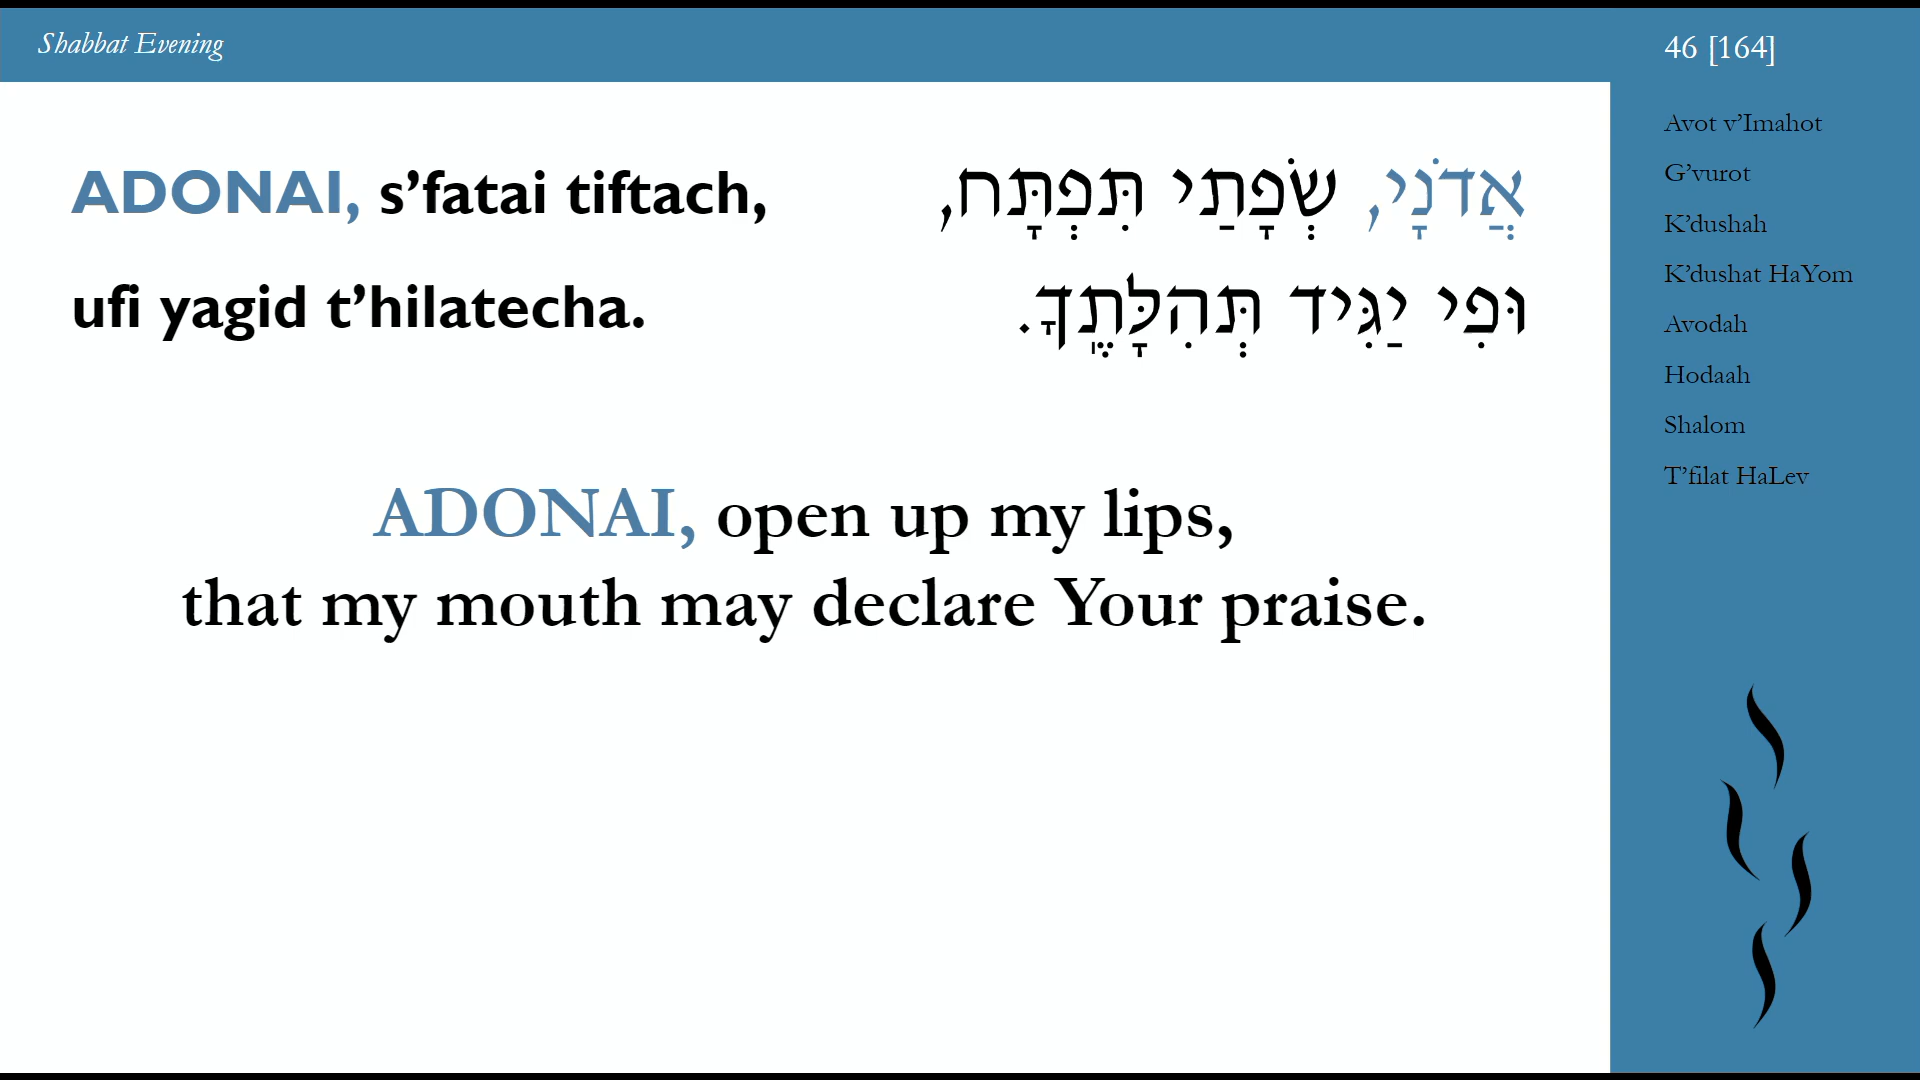 Shabbat Evening
46 [164]
ADONAI, s’fatai tiftach,
ufi yagid t’hilatecha.
אֲדֹנָי, שְׂפָתַי תִּפְתָּח,
וּפִי יַגִּיד תְּהִלָּתֶֽךָ.
ADONAI, open up my lips,
that my mouth may declare Your praise.
Avot v’Imahot
G’vurot
K’dushah
K’dushat HaYom
Avodah
Hodaah
Shalom
T’filat HaLev